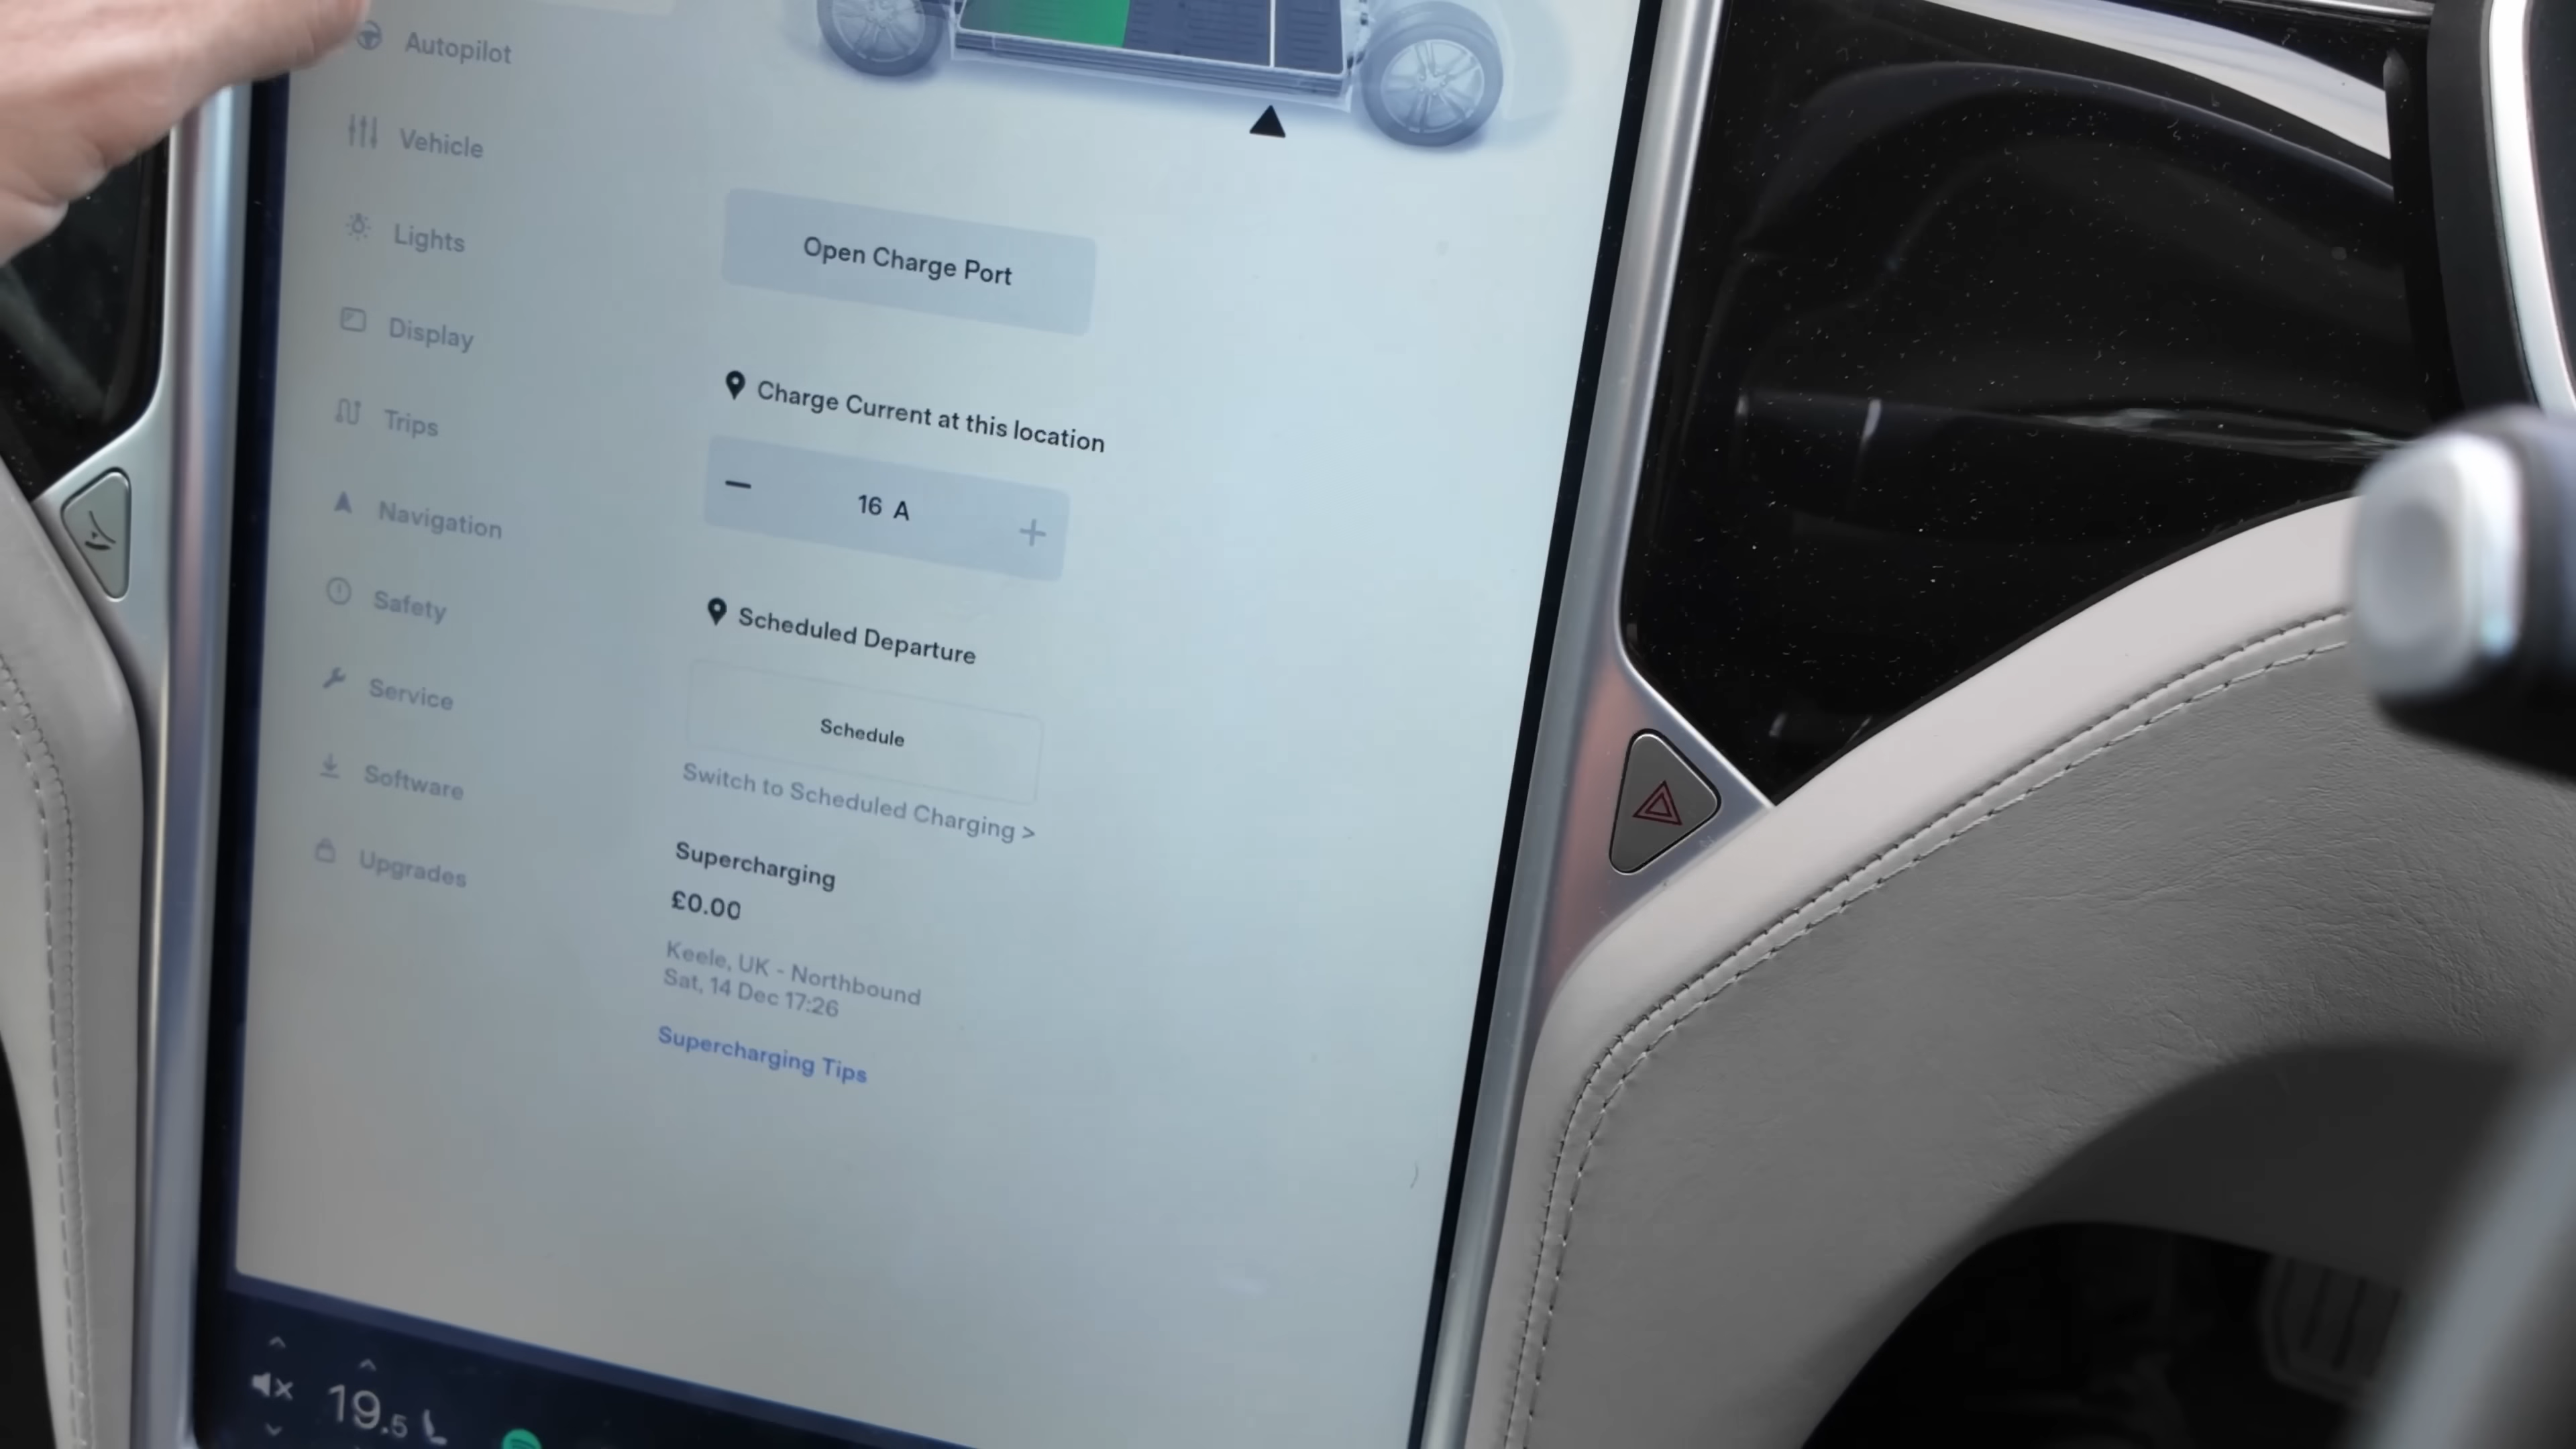 Autopilot
Vehicle
Lights
Display
Trips
Navigation
Safety
Service
Software
Upgrades
Open Charge Port
Charge Current at this location
− 16 A +
Scheduled Departure
Schedule
Switch to Scheduled Charging >
Supercharging
£0.00
Keele, UK - Northbound
Sat, 14 Dec 17:26
Supercharging Tips
19.5